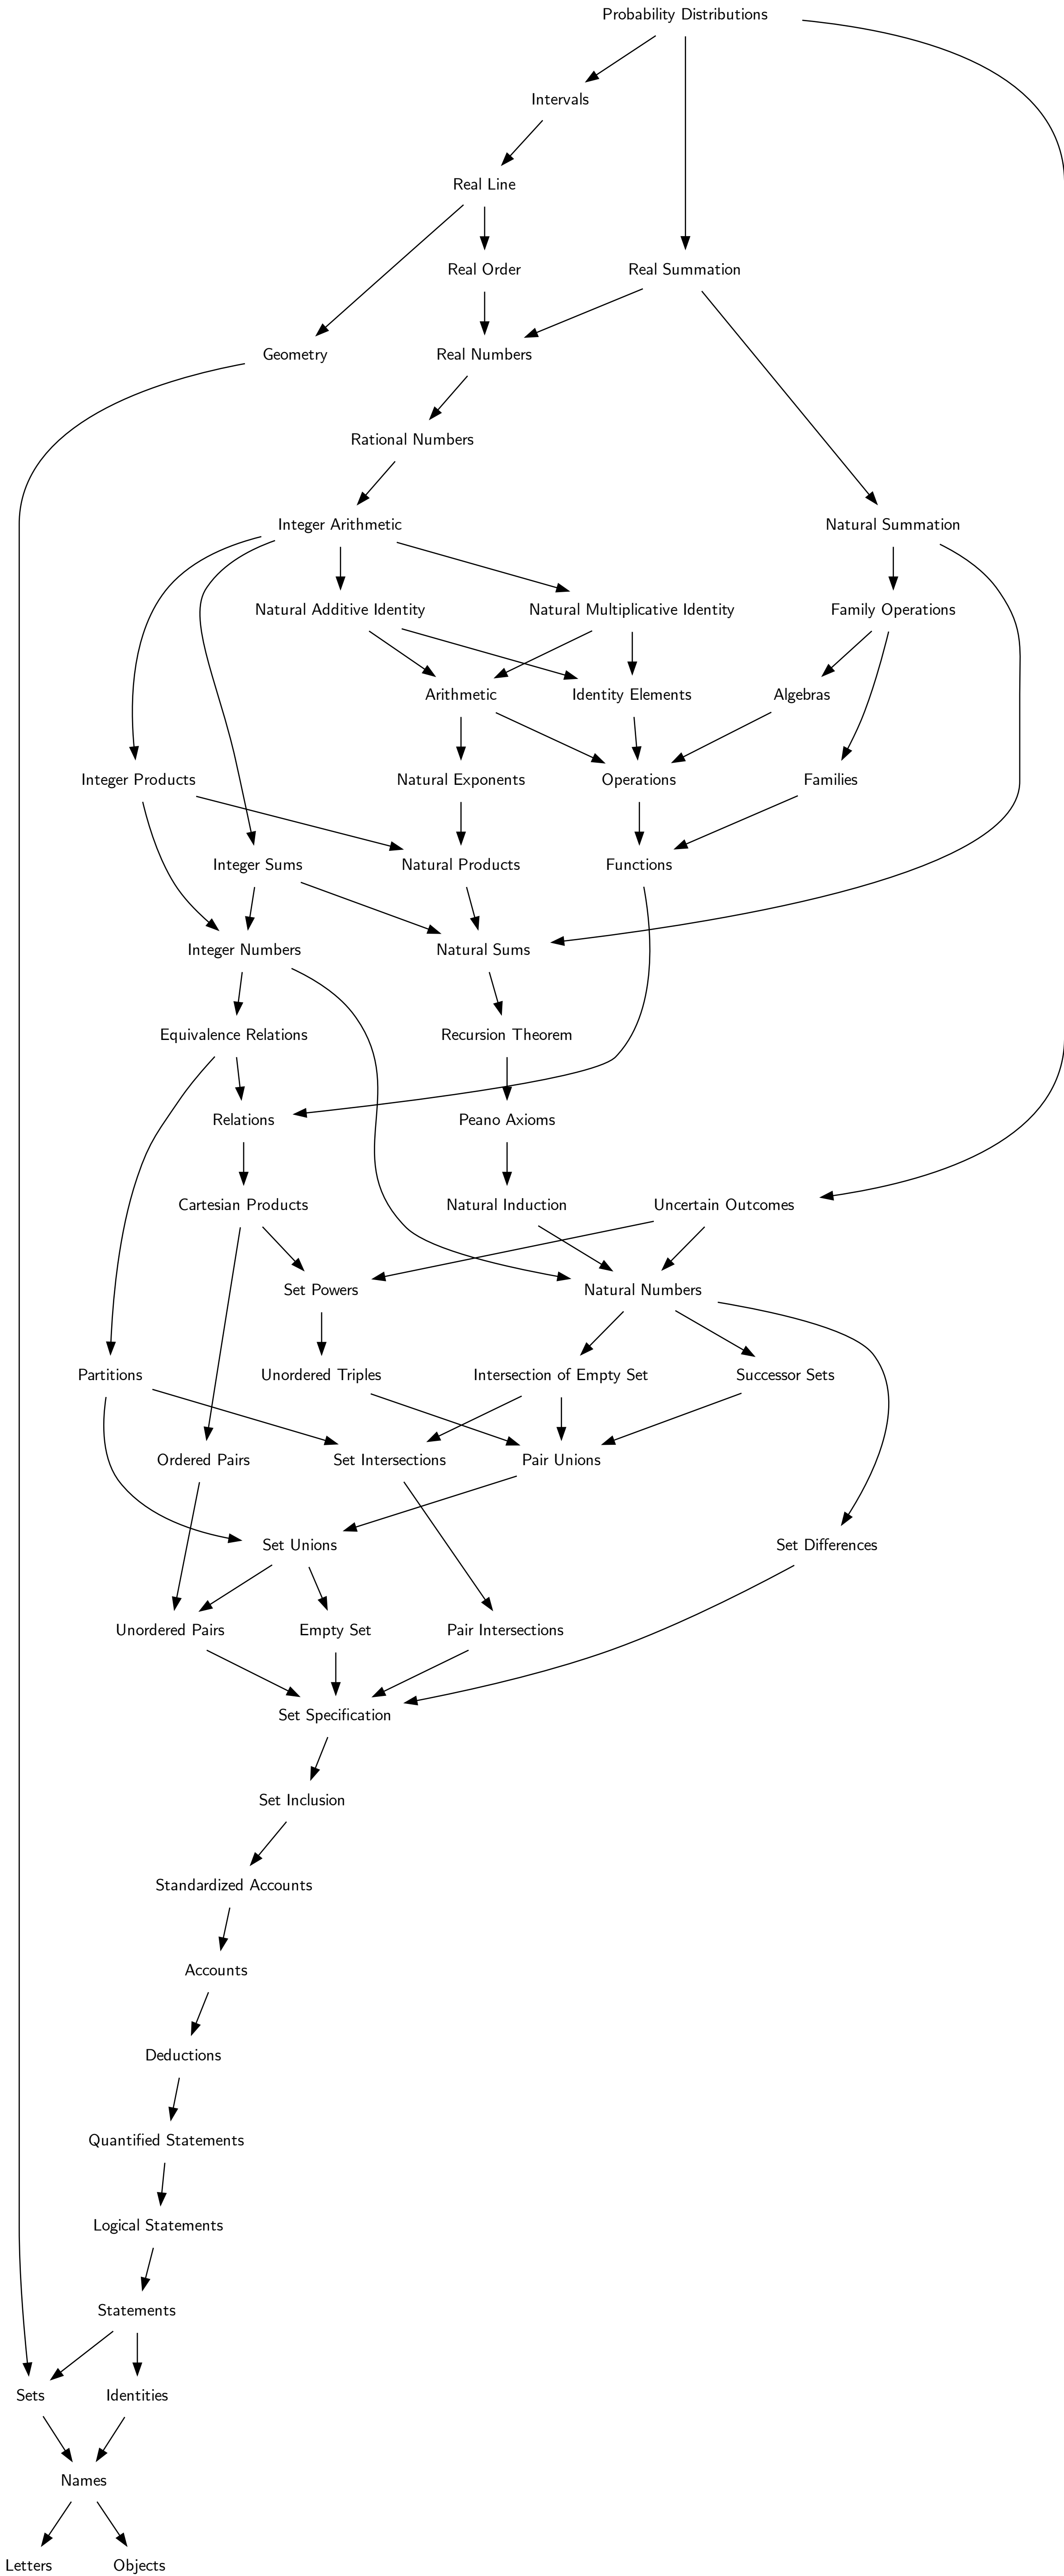 Probability Distributions
Intervals
Real Line
Real Order
Real Summation
Geometry
Real Numbers
Rational Numbers
Integer Arithmetic
Natural Summation
Natural Additive Identity
Natural Multiplicative Identity
Family Operations
Arithmetic
Identity Elements
Algebras
Integer Products
Natural Exponents
Operations
Families
Integer Sums
Natural Products
Functions
Integer Numbers
Natural Sums
Equivalence Relations
Recursion Theorem
Relations
Peano Axioms
Cartesian Products
Natural Induction
Uncertain Outcomes
Set Powers
Natural Numbers
Partitions
Unordered Triples
Intersection of Empty Set
Successor Sets
Ordered Pairs
Set Intersections
Pair Unions
Set Unions
Set Differences
Unordered Pairs
Empty Set
Pair Intersections
Set Specification
Set Inclusion
Standardized Accounts
Accounts
Deductions
Quantified Statements
Logical Statements
Statements
Sets
Identities
Names
Letters
Objects